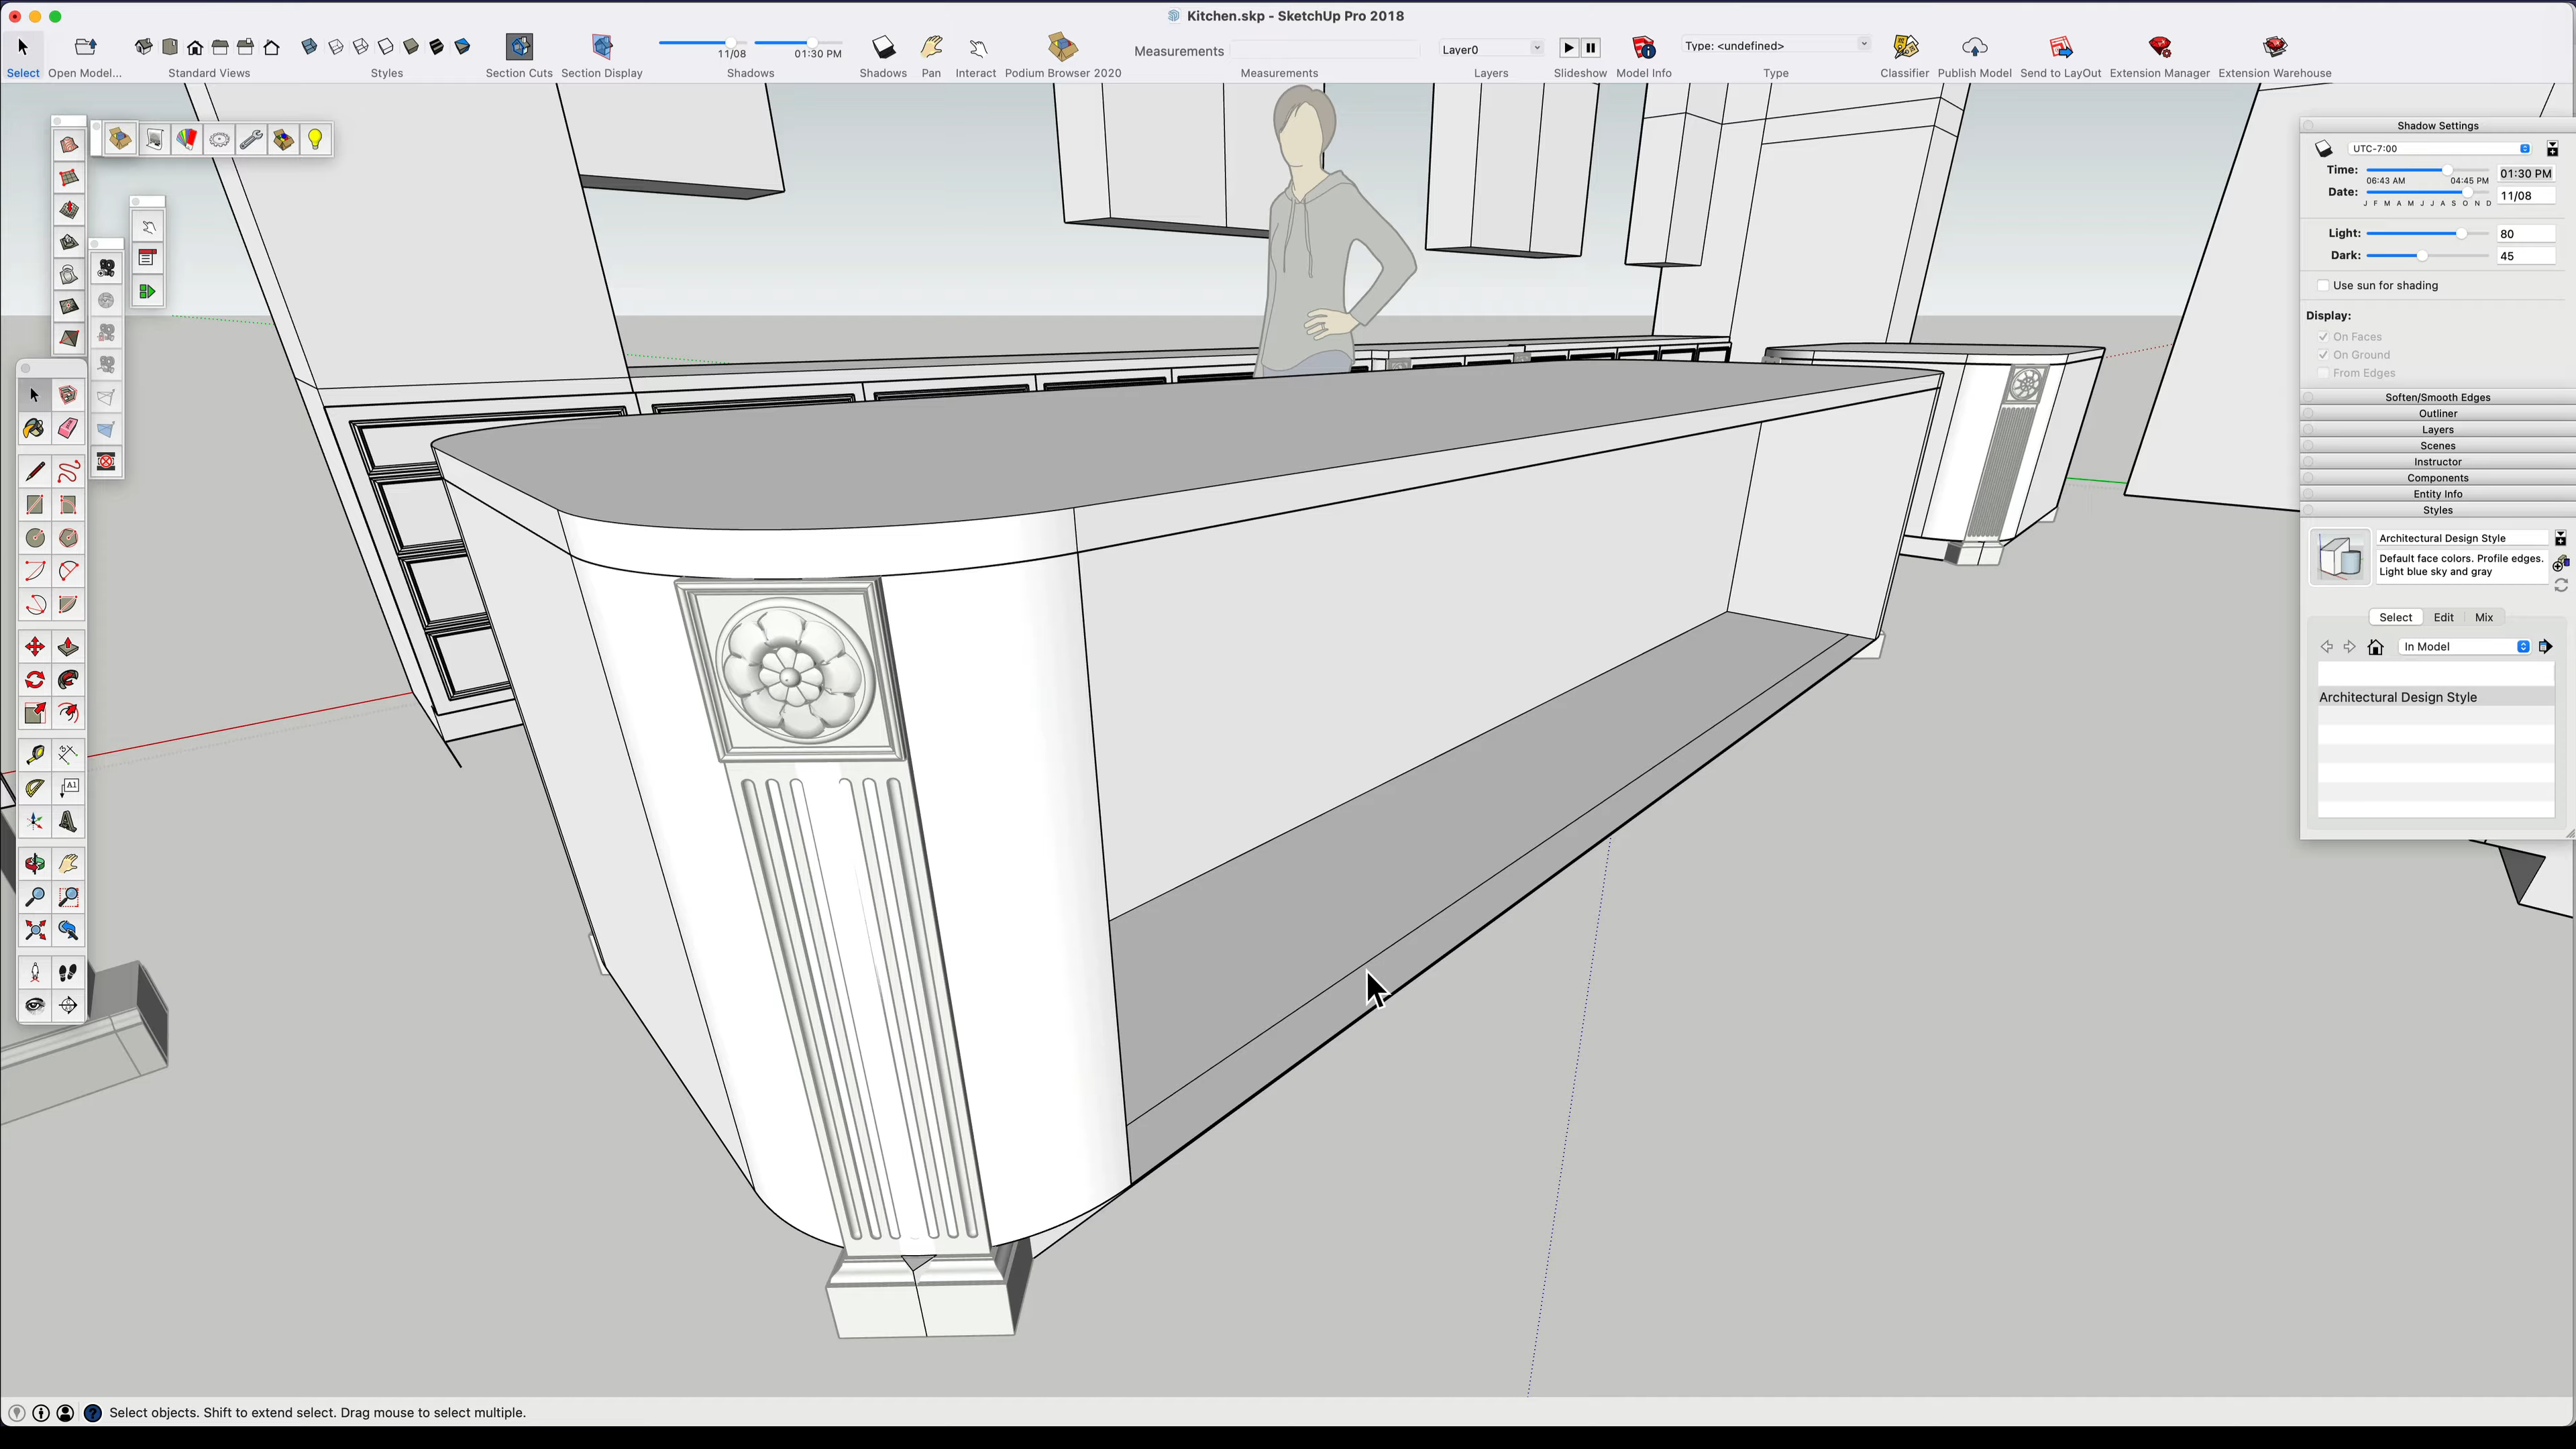 Kitchen.skp - SketchUp Pro 2018
11/08
01:30 PM
Measurements
Layer0
Type: <undefined>
Select
Open Model...
Standard Views
Styles
Section Cuts
Section Display
Shadows
Shadows
Pan
Interact
Podium Browser 2020
Measurements
Layers
Slideshow
Model Info
Type
Classifier
Publish Model
Send to LayOut
Extension Manager
Extension Warehouse
A1
Shadow Settings
UTC-7:00
Time:
01:30 PM
06:43 AM
04:45 PM
Date:
11/08
J F M A M J J A S O N D
Light:
80
Dark:
45
Use sun for shading
Display:
On Faces
On Ground
From Edges
Soften/Smooth Edges
Outliner
Layers
Scenes
Instructor
Components
Entity Info
Styles
Architectural Design Style
Default face colors. Profile edges.
Light blue sky and gray
Select
Edit
Mix
In Model
Architectural Design Style
Select objects. Shift to extend select. Drag mouse to select multiple.